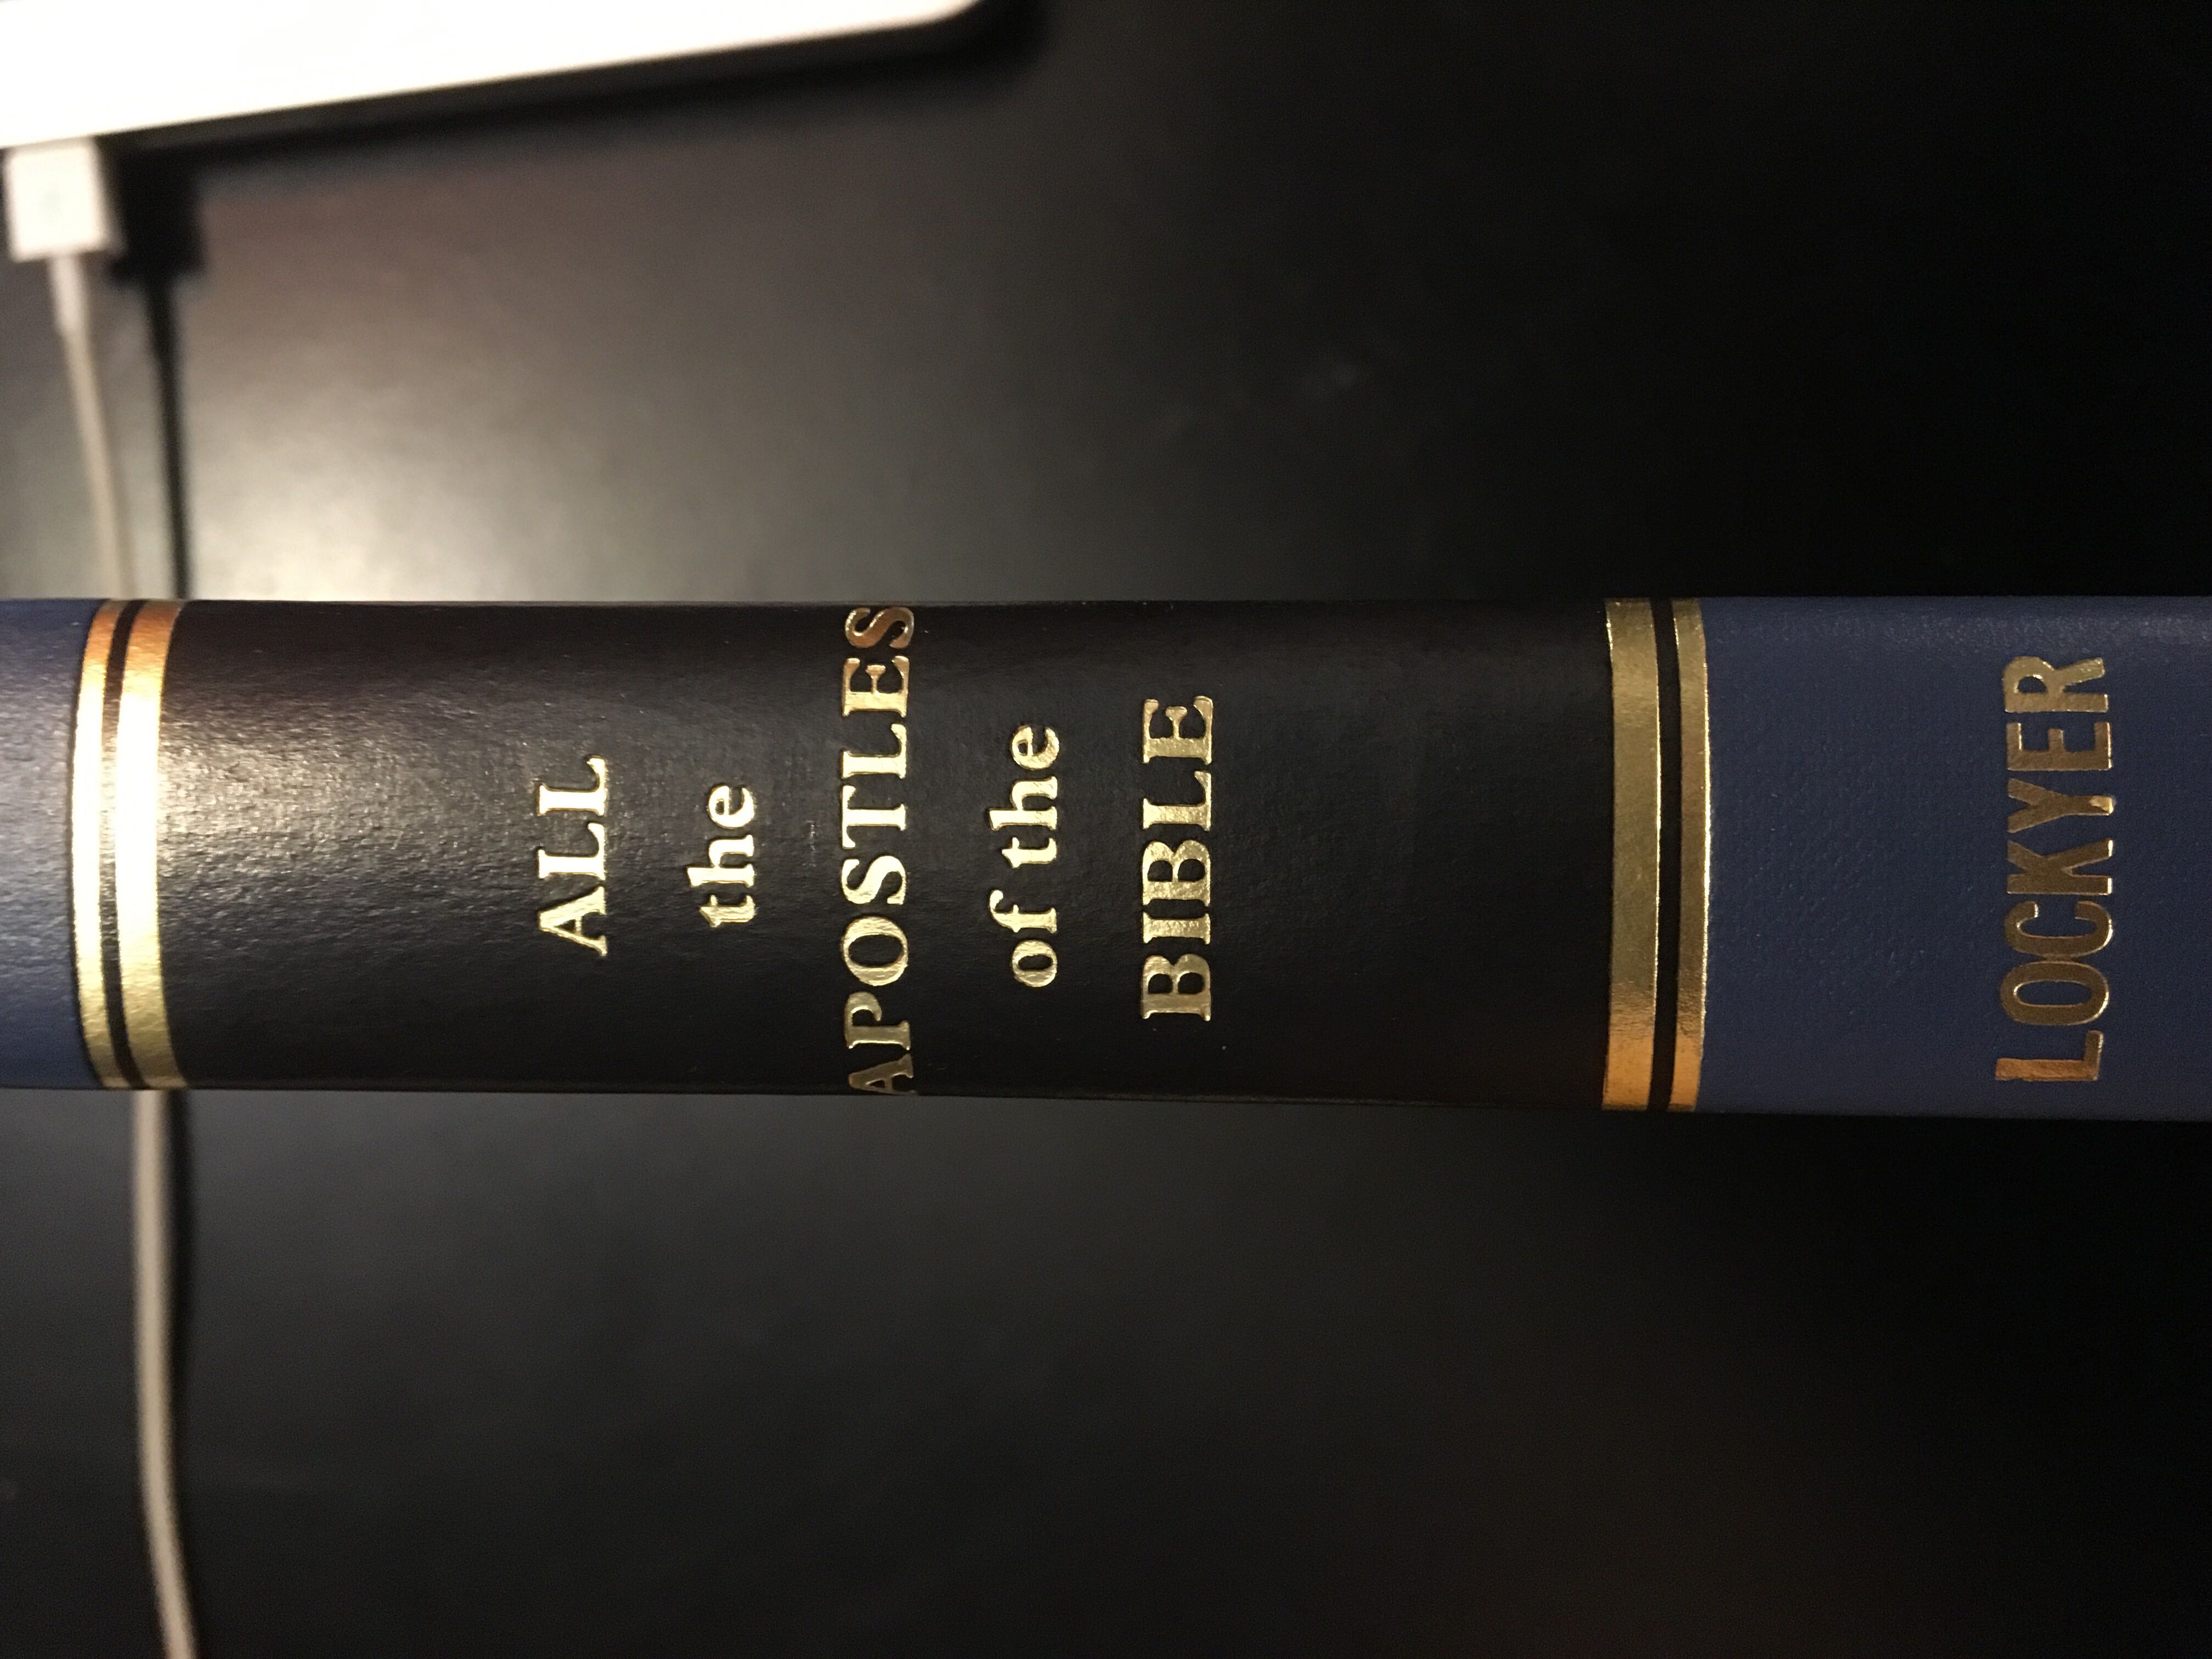 ALL
the
APOSTLES
of the
BIBLE
LOCKYER